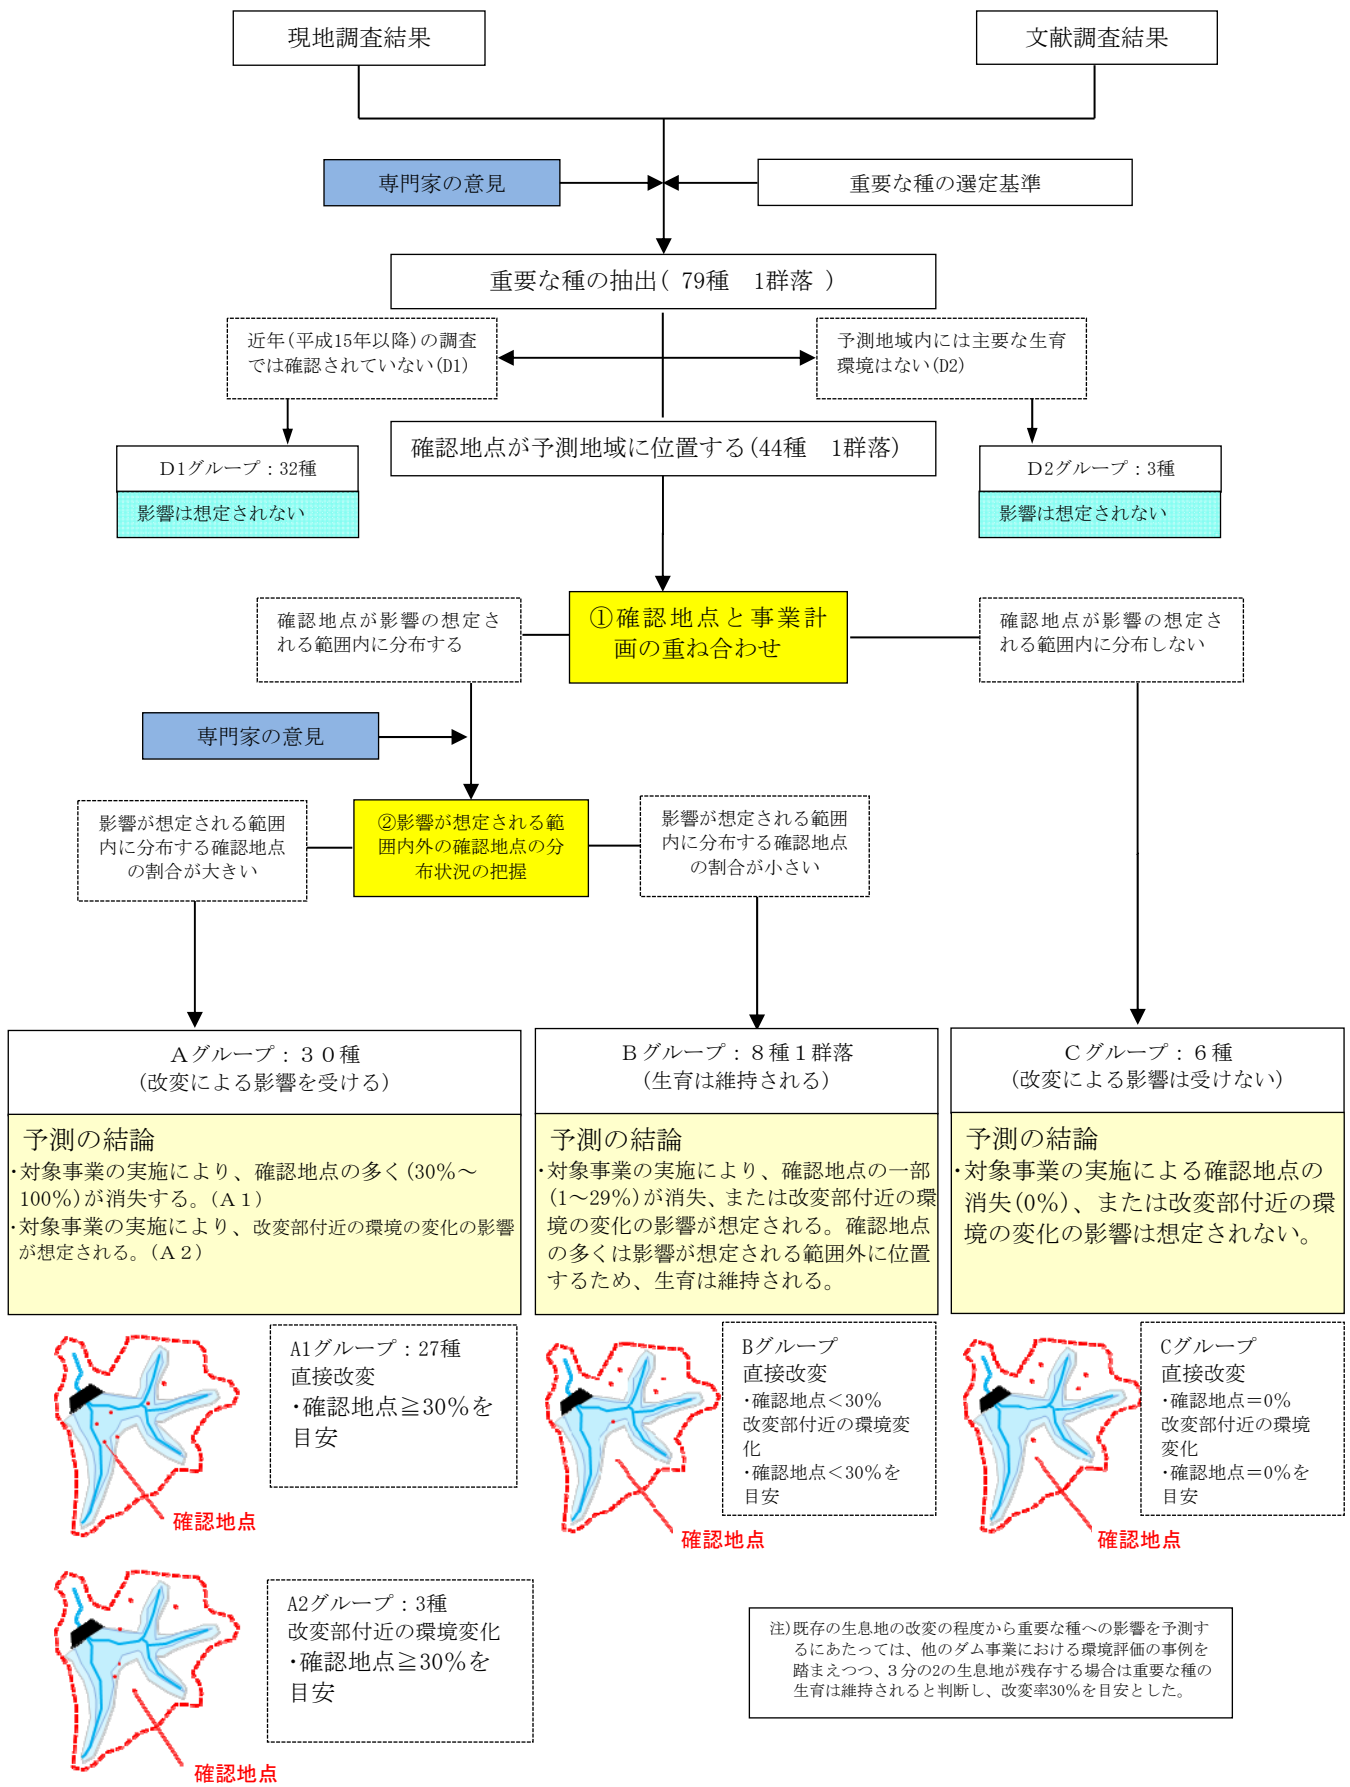 現地調査結果
文献調査結果
専門家の意見
重要な種の選定基準
重要な種の抽出( 79種　1群落 )
近年(平成15年以降)の調査
では確認されていない(D1)
予測地域内には主要な生育
環境はない(D2)
確認地点が予測地域に位置する(44種　1群落)
D1グループ：32種
影響は想定されない
D2グループ：3種
影響は想定されない
確認地点が影響の想定さ
れる範囲内に分布する
①確認地点と事業計
画の重ね合わせ
確認地点が影響の想定さ
れる範囲内に分布しない
専門家の意見
影響が想定される範囲
内に分布する確認地点
の割合が大きい
②影響が想定される範
囲内外の確認地点の分
布状況の把握
影響が想定される範囲
内に分布する確認地点
の割合が小さい
Ａグループ：３０種
(改変による影響を受ける)
予測の結論
・対象事業の実施により、確認地点の多く(30%～
100%)が消失する。(Ａ１)
・対象事業の実施により、改変部付近の環境の変化の影響
が想定される。(Ａ２)
Ｂグループ：８種１群落
(生育は維持される)
予測の結論
・対象事業の実施により、確認地点の一部
(1～29%)が消失、または改変部付近の環
境の変化の影響が想定される。確認地点
の多くは影響が想定される範囲外に位置
するため、生育は維持される。
Ｃグループ：６種
(改変による影響は受けない)
予測の結論
・対象事業の実施による確認地点の
消失(0%)、または改変部付近の環
境の変化の影響は想定されない。
A1グループ：27種
直接改変
・確認地点≧30%を
目安
確認地点
Bグループ
直接改変
・確認地点<30%
改変部付近の環境変
化
・確認地点<30%を
目安
確認地点
Cグループ
直接改変
・確認地点＝0%
改変部付近の環境
変化
・確認地点＝0%を
目安
確認地点
A2グループ：3種
改変部付近の環境変化
・確認地点≧30%を
目安
確認地点
注)既存の生息地の改変の程度から重要な種への影響を予測す
るにあたっては、他のダム事業における環境評価の事例を
踏まえつつ、３分の2の生息地が残存する場合は重要な種の
生育は維持されると判断し、改変率30%を目安とした。